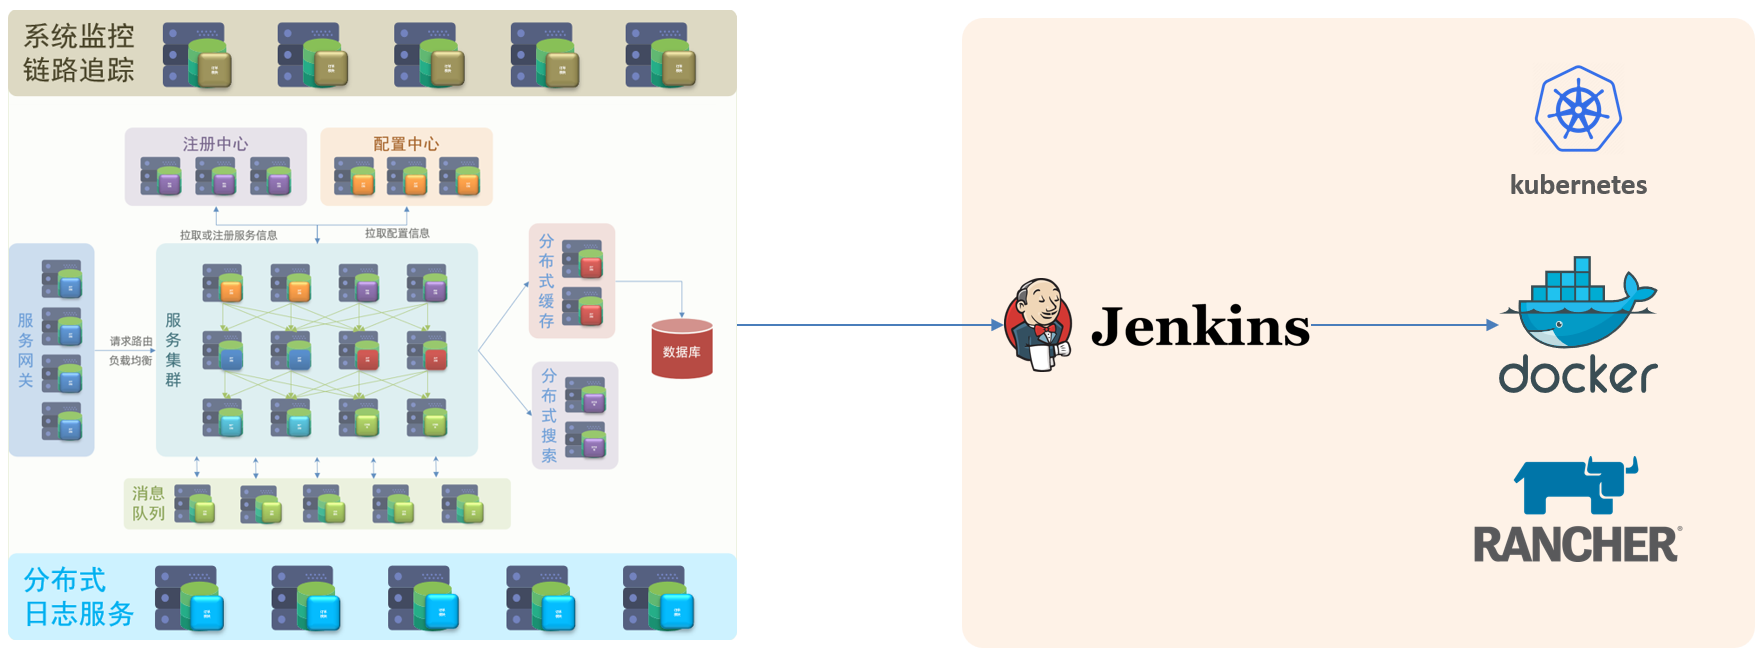 系统监控
链路追踪
注册中心
配置中心
拉取或注册服务信息
拉取配置信息
服务网关
请求路由
负载均衡
服务集群
分布式缓存
数据库
分布式搜索
消息
队列
分布式
日志服务
kubernetes
Jenkins
docker
RANCHER®